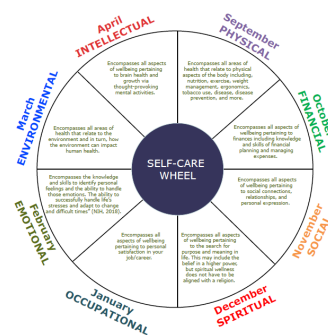 April
INTELLECTUAL
September
PHYSICAL
Encompasses all aspects
of wellbeing pertaining
to brain health and
growth via
thought-provoking
mental activities.
Encompasses all areas of
health that relate to physical
aspects of the body including,
nutrition, exercise, weight
management, ergonomics,
tobacco use, disease, disease
prevention, and more.
March
ENVIRONMENTAL
October
FINANCIAL
Encompasses all areas of
health that relate to the
environment and in turn, how
the environment can impact
human health.
Encompasses all aspects of
wellbeing pertaining to
finances including knowledge
and skills of financial
planning and managing
expenses.
SELF-CARE
WHEEL
Encompasses the knowledge
and skills to identify personal
feelings and the ability to handle
those emotions. The ability to
successfully handle life's
stresses and adapt to change
and difficult times" (NIH, 2018).
Encompasses all aspects
of wellbeing pertaining
to social connections,
relationships, and
personal expression.
February
EMOTIONAL
November
SOCIAL
Encompasses all
aspects of wellbeing
pertaining to personal
satisfaction in your
job/career.
Encompasses all aspects
of wellbeing pertaining
to the search for
purpose and meaning in
life. This may include the
belief in a higher power,
but spiritual wellness
does not have to be
aligned with a religion.
January
OCCUPATIONAL
December
SPIRITUAL